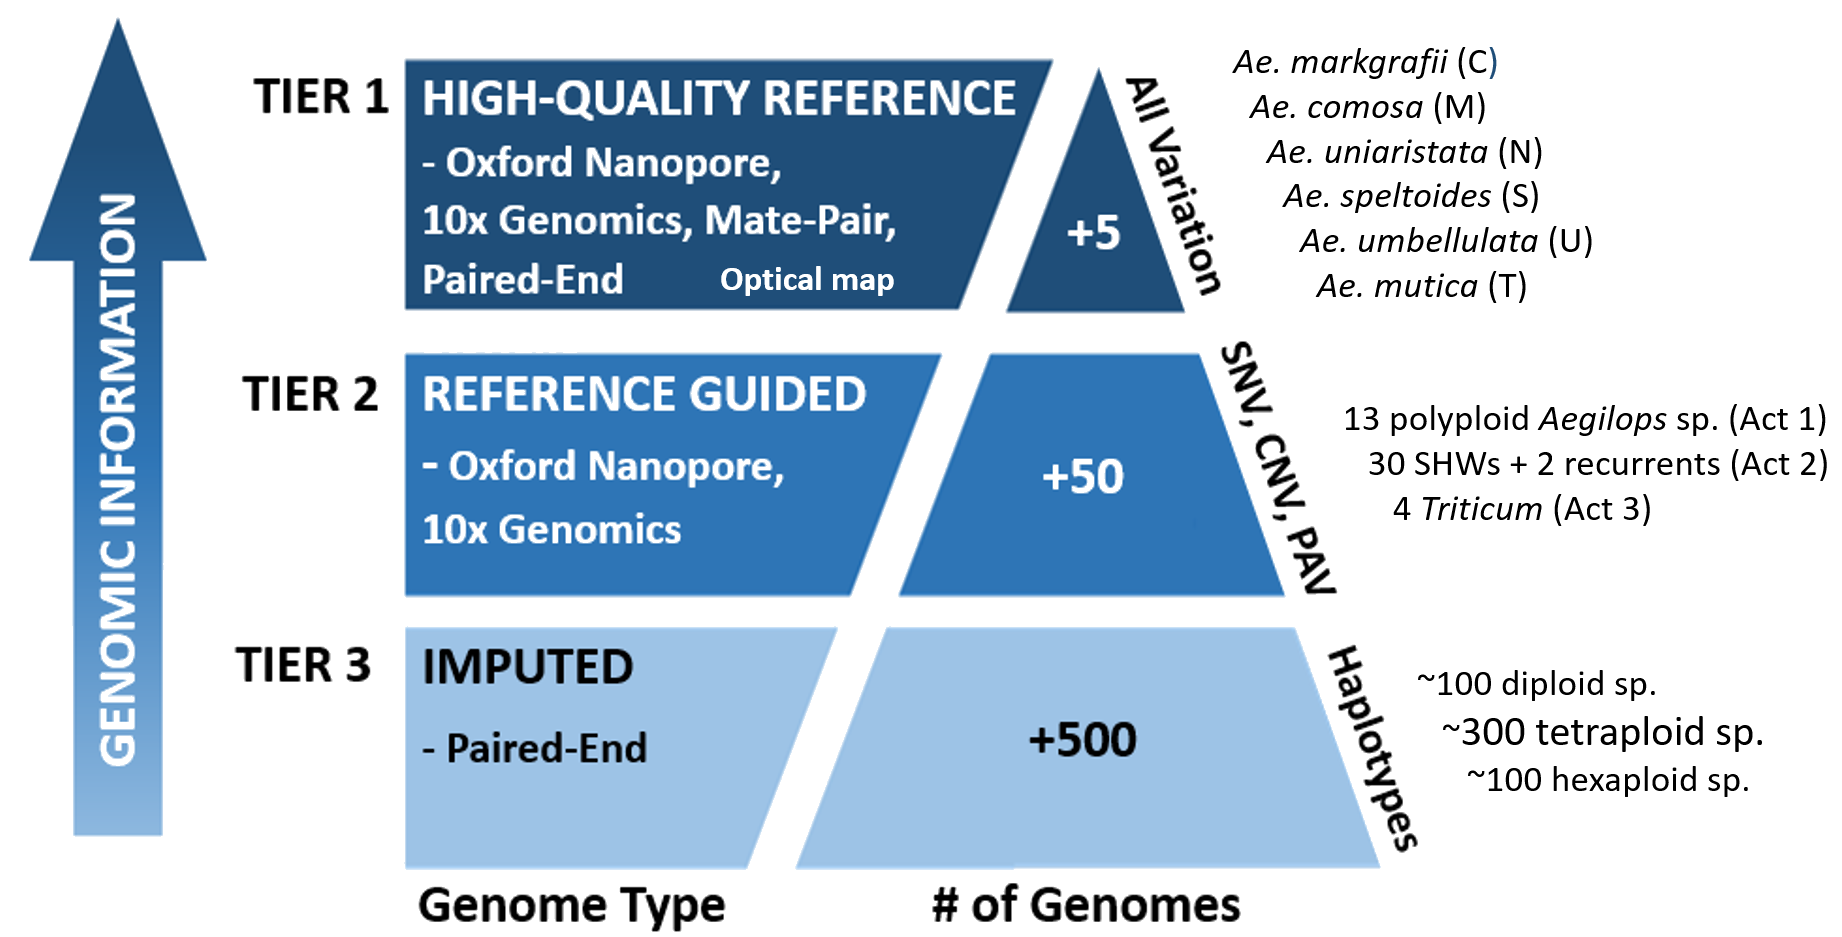 GENOMIC INFORMATION
TIER 1
HIGH-QUALITY REFERENCE
- Oxford Nanopore,
10x Genomics, Mate-Pair,
Paired-End
Optical map
+5
All Variation
Ae. markgrafii (C)
Ae. comosa (M)
Ae. uniaristata (N)
Ae. speltoides (S)
Ae. umbellulata (U)
Ae. mutica (T)
TIER 2
REFERENCE GUIDED
- Oxford Nanopore,
10x Genomics
+50
SNV, CNV, PAV
13 polyploid Aegilops sp. (Act 1)
30 SHWs + 2 recurrents (Act 2)
4 Triticum (Act 3)
TIER 3
IMPUTED
- Paired-End
+500
Haplotypes
~100 diploid sp.
~300 tetraploid sp.
~100 hexaploid sp.
Genome Type
# of Genomes